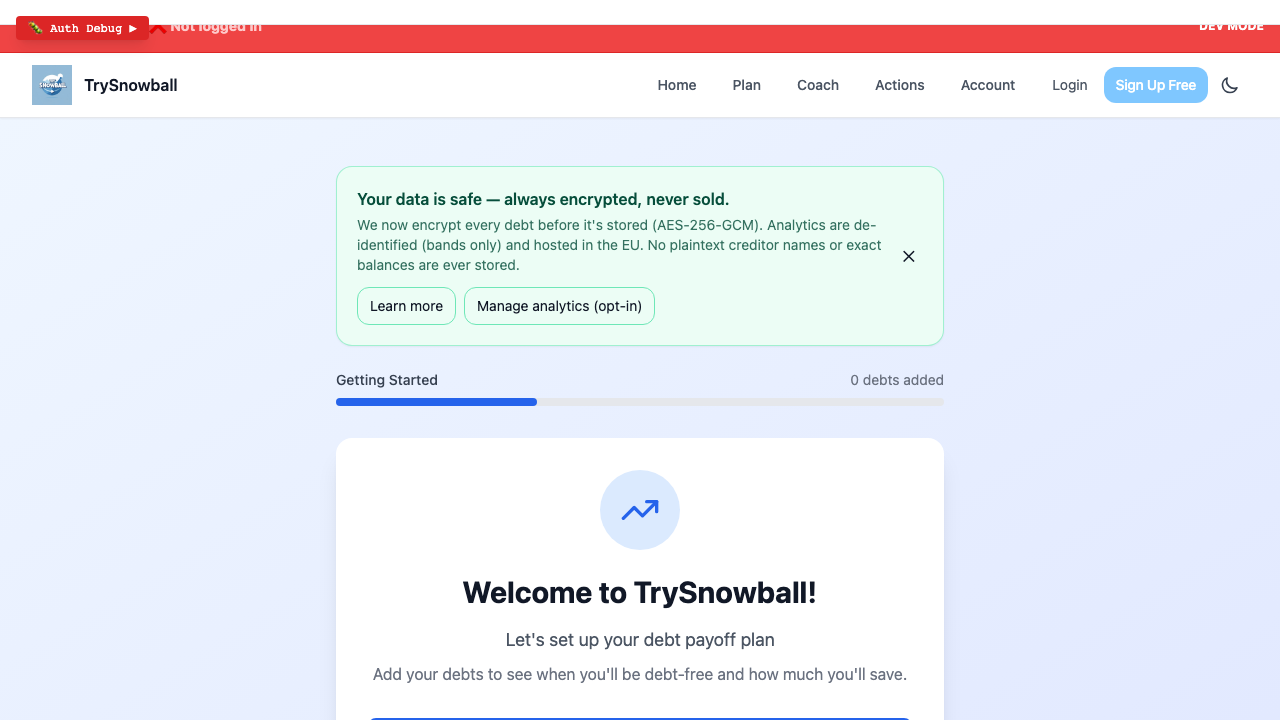 Auth Debug ▶
Not logged in
DEV MODE
SNOWBALL
TrySnowball
Home
Plan
Coach
Actions
Account
Login
Sign Up Free
Your data is safe — always encrypted, never sold.
We now encrypt every debt before it's stored (AES-256-GCM). Analytics are de-
identified (bands only) and hosted in the EU. No plaintext creditor names or exact
balances are ever stored.
Learn more
Manage analytics (opt-in)
Getting Started
0 debts added
Welcome to TrySnowball!
Let's set up your debt payoff plan
Add your debts to see when you'll be debt-free and how much you'll save.